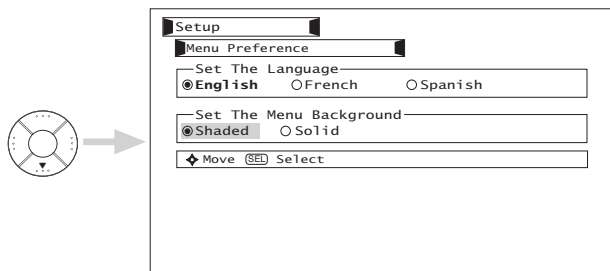 Setup
Menu Preference
Set The Language
English French Spanish
Set The Menu Background
Shaded Solid
Move SEL Select